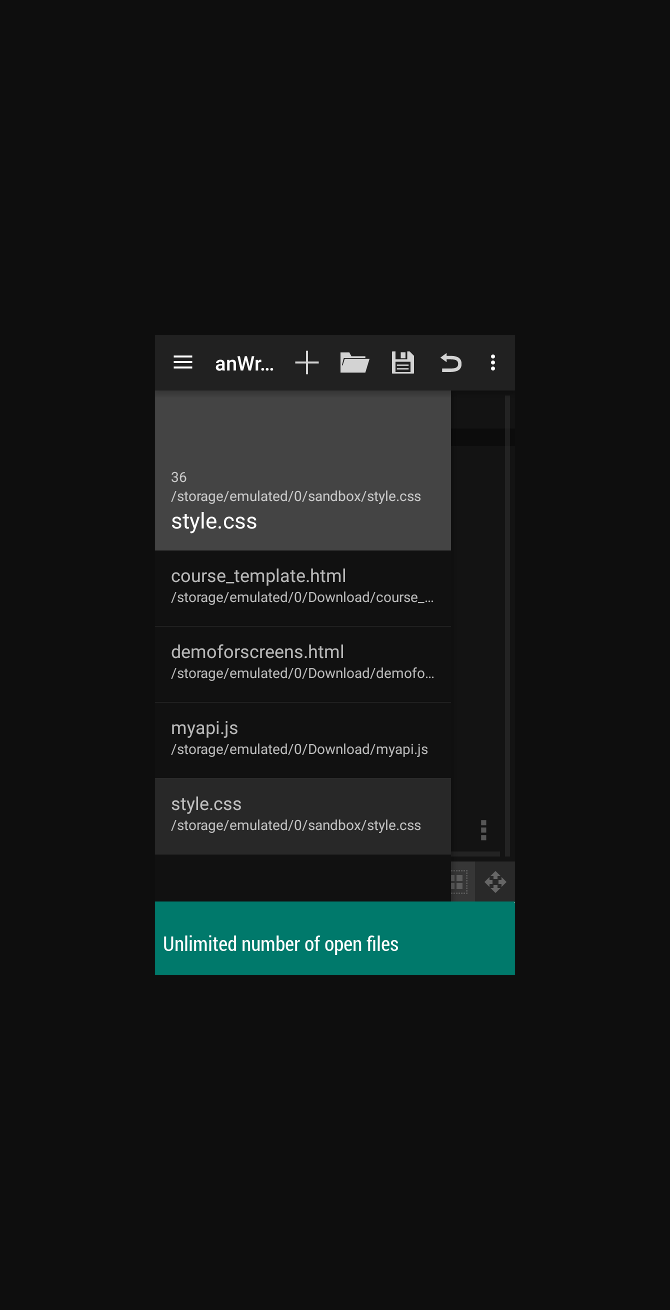 anWr...
36
/storage/emulated/0/sandbox/style.css
style.css
course_template.html
/storage/emulated/0/Download/course_...
demoforscreens.html
/storage/emulated/0/Download/demofo...
myapi.js
/storage/emulated/0/Download/myapi.js
style.css
/storage/emulated/0/sandbox/style.css
Unlimited number of open files